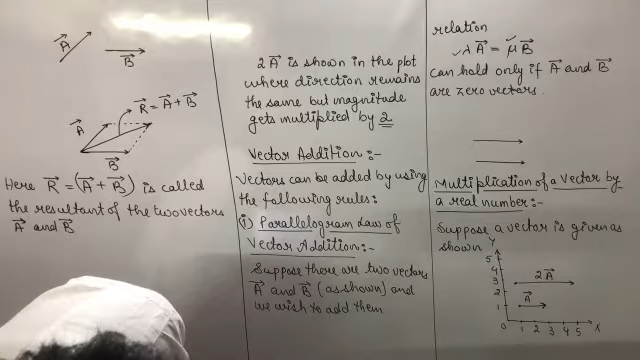 A⃗
B⃗
R⃗ = A⃗ + B⃗
A⃗
B⃗
Here R⃗ = (A⃗ + B⃗) is called
the resultant of the two vectors
A⃗ and B⃗
2A⃗ is shown in the plot
where direction remains
the same but magnitude
gets multiplied by 2
Vector Addition:-
Vectors can be added by using
the following rules:
(i) Parallelogram Law of
Vector Addition:-
Suppose there are two vectors
A⃗ and B⃗ (as shown) and
we wish to add them
relation
✓λA⃗ = ✓μB⃗
can hold only if A⃗ and B⃗
are zero vectors.
Multiplication of a Vector by
a real number:-
Suppose a vector is given as
shown
Y
5
4
3 2A⃗
2
1 A⃗
0 1 2 3 4 5 X